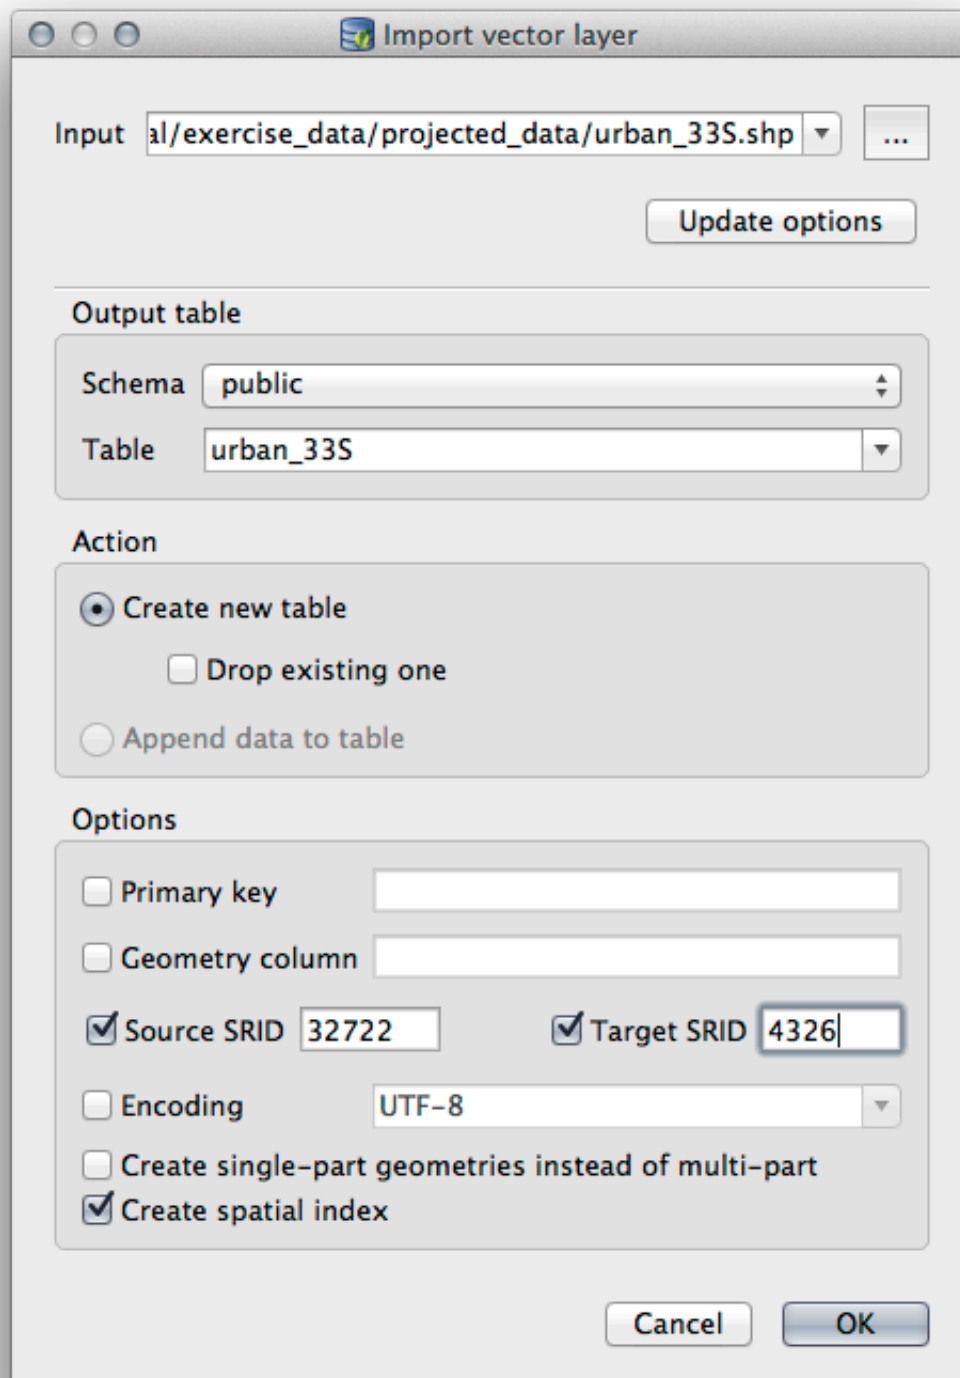 Import vector layer
Input al/exercise_data/projected_data/urban_33S.shp ...
Update options
Output table
Schema public
Table urban_33S
Action
Create new table
Drop existing one
Append data to table
Options
Primary key
Geometry column
Source SRID 32722 Target SRID 4326
Encoding UTF-8
Create single-part geometries instead of multi-part
Create spatial index
Cancel OK